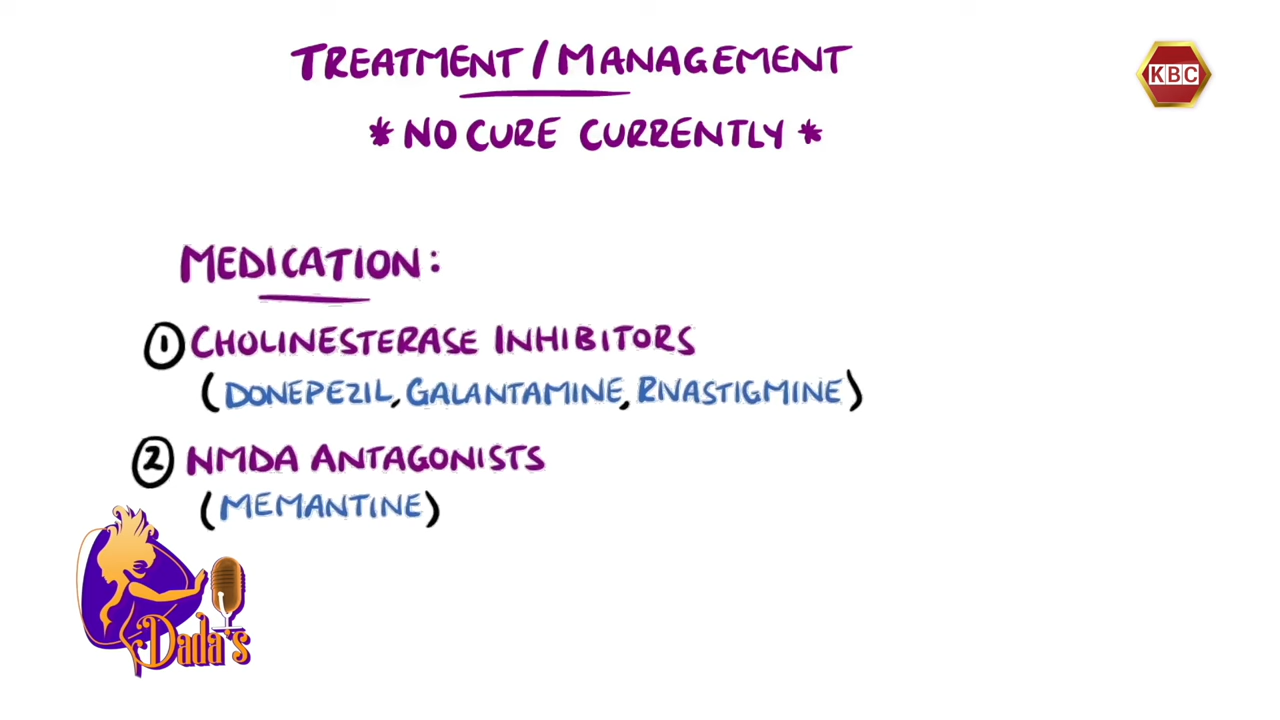 TREATMENT / MANAGEMENT
KBC
* NO CURE CURRENTLY *
MEDICATION:
1 CHOLINESTERASE INHIBITORS
(DONEPEZIL, GALANTAMINE, RIVASTIGMINE)
2 NMDA ANTAGONISTS
(MEMANTINE)
Dada's